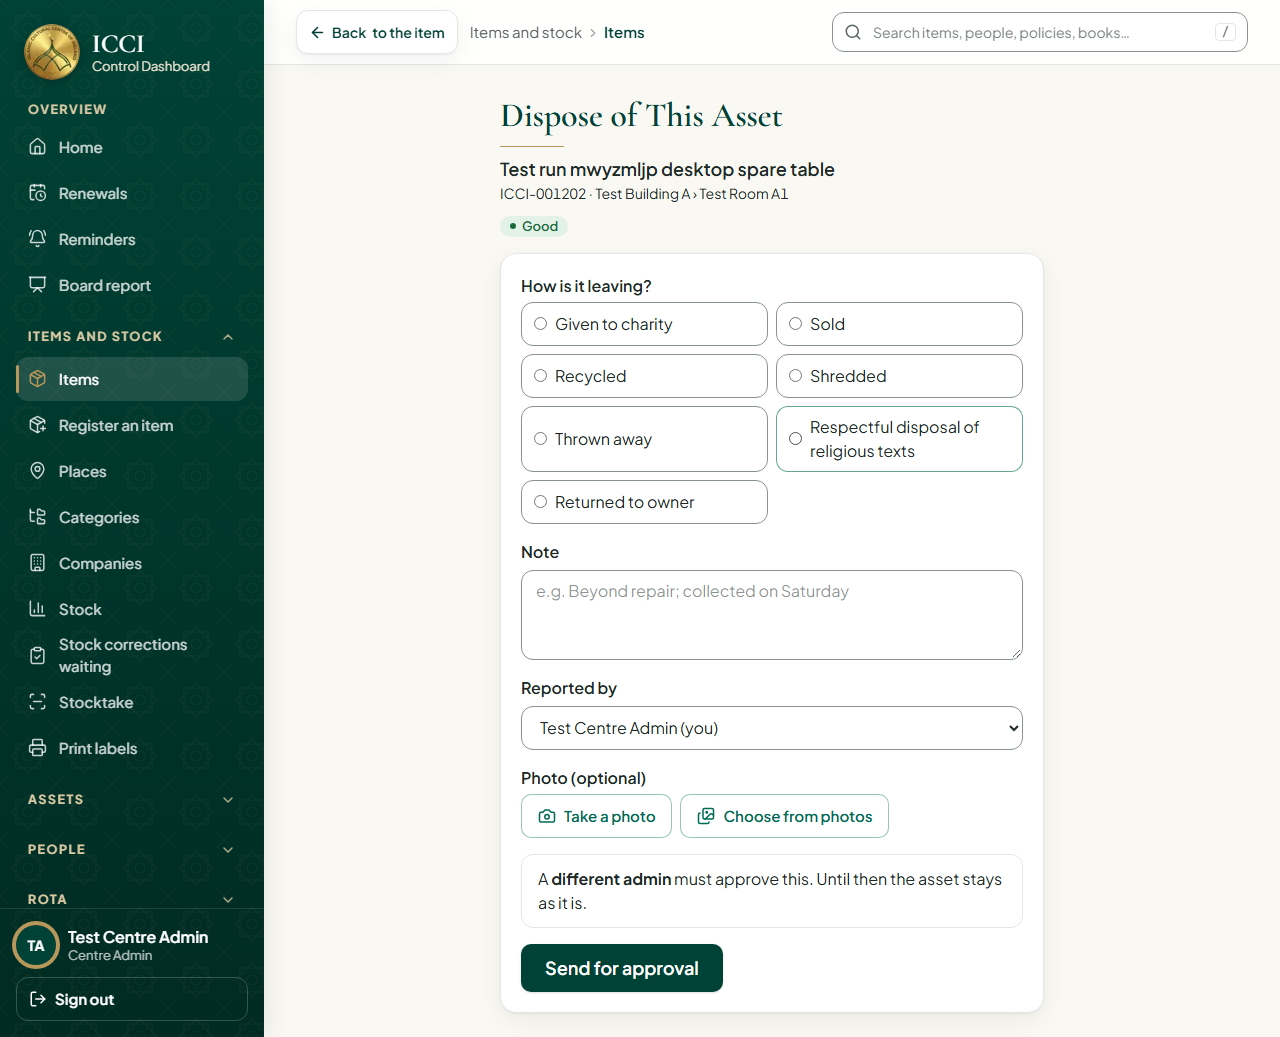 ICCI
Control Dashboard
OVERVIEW
Home
Renewals
Reminders
Board report
ITEMS AND STOCK
Items
Register an item
Places
Categories
Companies
Stock
Stock corrections
waiting
Stocktake
Print labels
ASSETS
PEOPLE
ROTA
TA
Test Centre Admin
Centre Admin
Sign out
Back to the item
Items and stock › Items
Search items, people, policies, books…
/
Dispose of This Asset
Test run mwyzmljp desktop spare table
ICCI-001202 · Test Building A › Test Room A1
Good
How is it leaving?
Given to charity
Sold
Recycled
Shredded
Thrown away
Respectful disposal of
religious texts
Returned to owner
Note
e.g. Beyond repair; collected on Saturday
Reported by
Test Centre Admin (you)
Photo (optional)
Take a photo
Choose from photos
A different admin must approve this. Until then the asset stays
as it is.
Send for approval